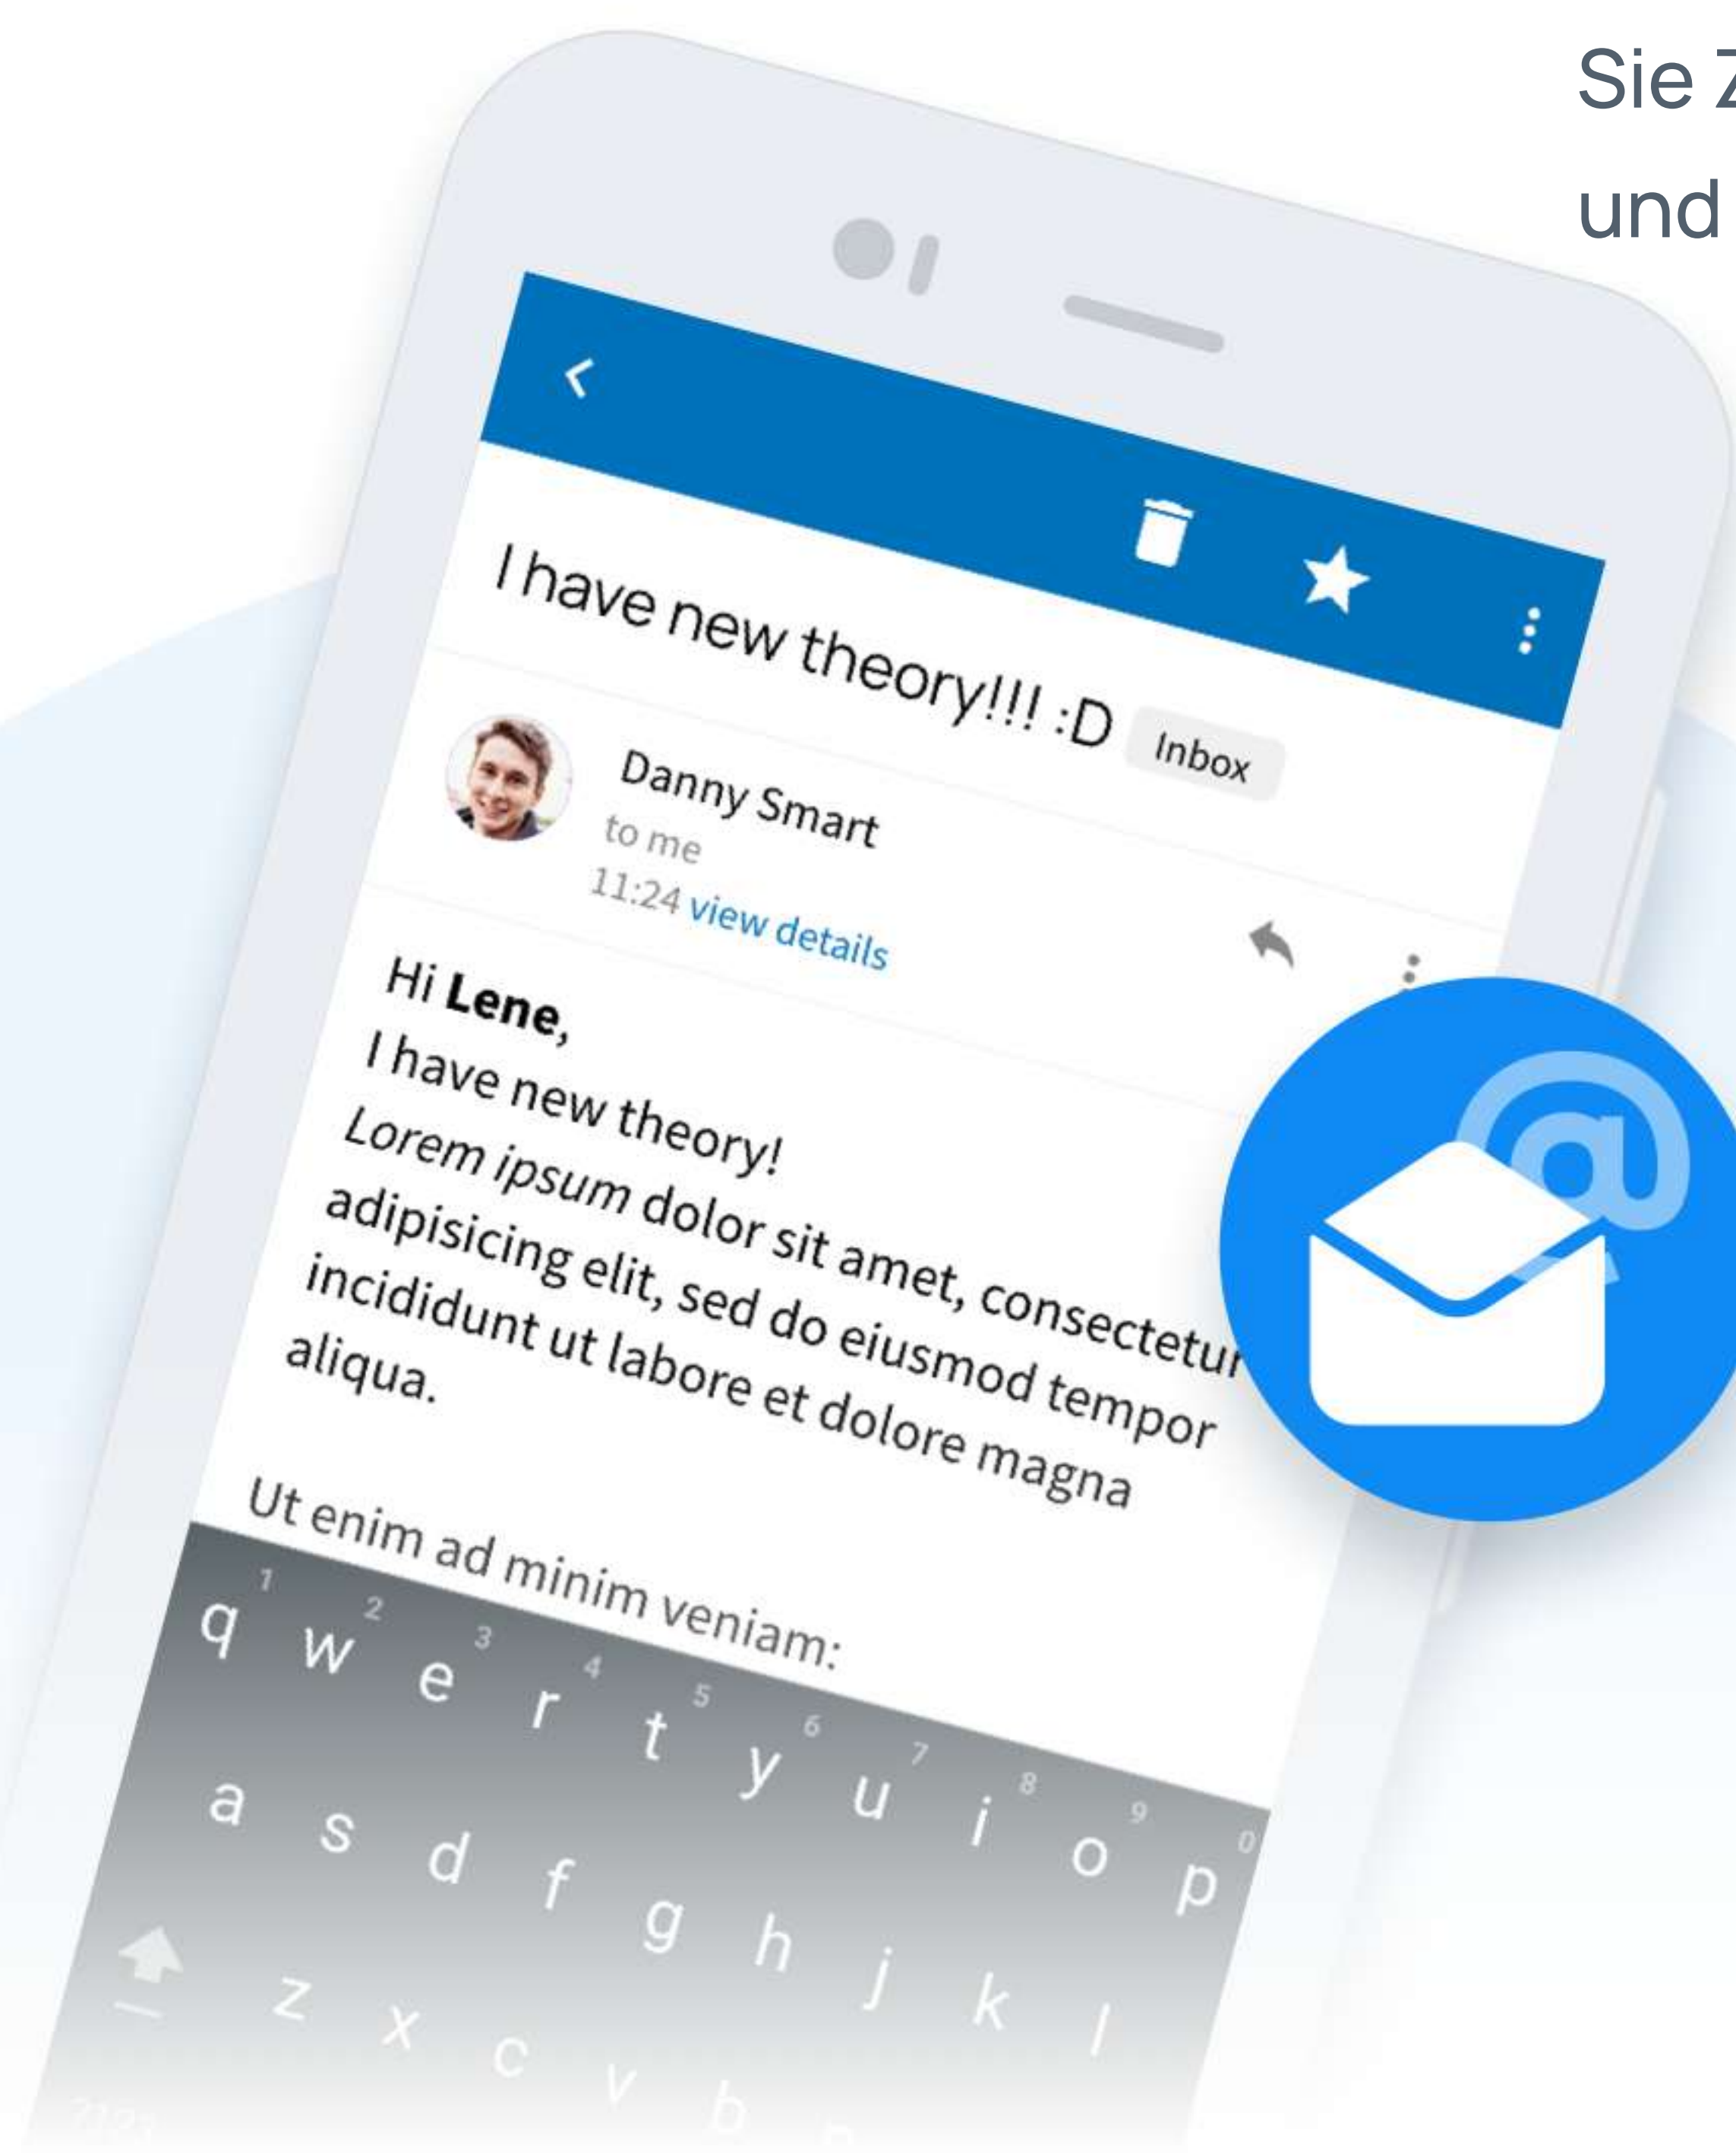 Sie Z
und
I have new theory!!! :D Inbox
Danny Smart
to me
11:24 view details
Hi Lene,
I have new theory!
Lorem ipsum dolor sit amet, consectetur
adipisicing elit, sed do eiusmod tempor
incididunt ut labore et dolore magna
aliqua.
Ut enim ad minim veniam:
1 2 3 4 5 6 7 8 9 0
q w e r t y u i o p
a s d f g h j k l
z x c v b n
?123
@